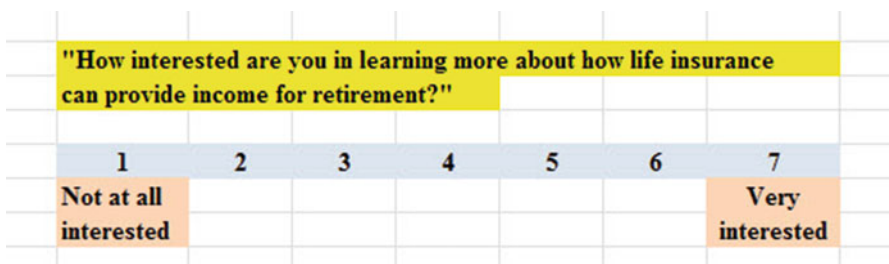 "How interested are you in learning more about how life insurance
can provide income for retirement?"
1 2 3 4 5 6 7
Not at all Very
interested interested